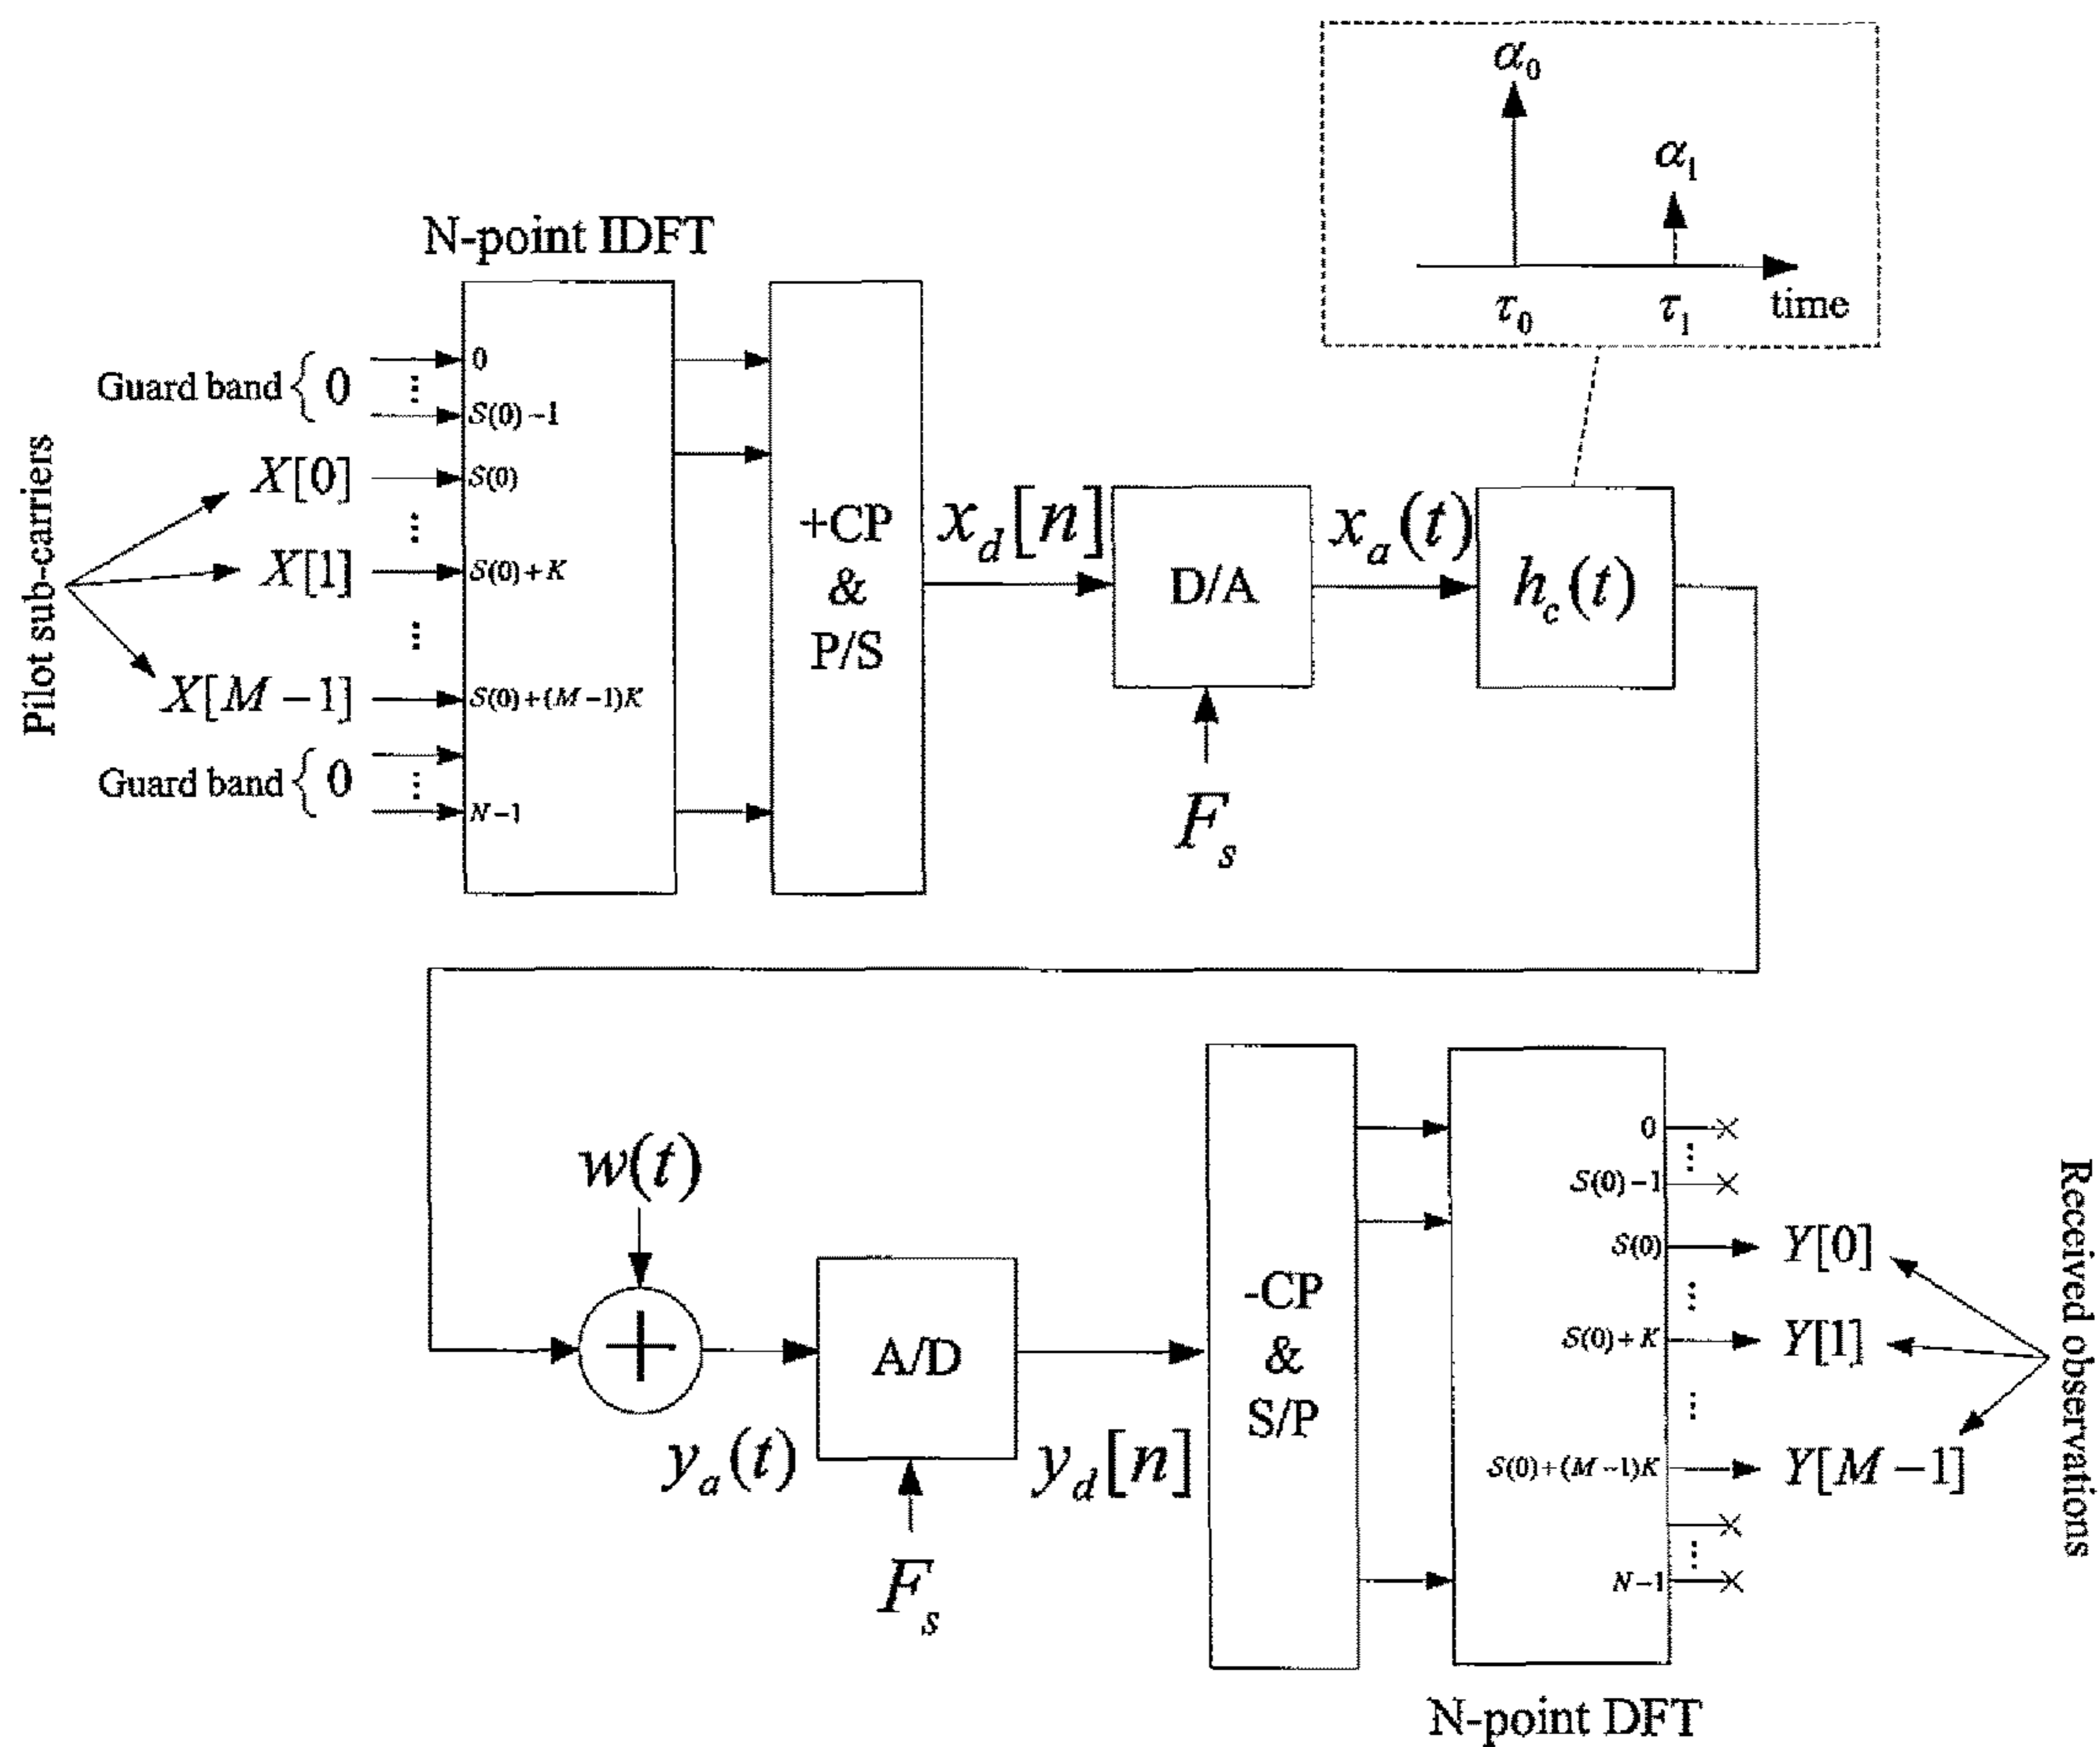 α₀
α₁
τ₀
τ₁
time
N-point IDFT
Guard band { 0
0
...
S(0)-1
Pilot sub-carriers
X[0]
S(0)
...
X[1]
S(0)+K
...
X[M-1]
S(0)+(M-1)K
Guard band { 0
...
N-1
+CP
&
P/S
x_d[n]
D/A
F_s
x_a(t)
h_c(t)
w(t)
+
y_a(t)
A/D
F_s
y_d[n]
-CP
&
S/P
0
...
S(0)-1
S(0)
Y[0]
...
S(0)+K
Y[1]
...
S(0)+(M-1)K
Y[M-1]
...
N-1
Received observations
N-point DFT